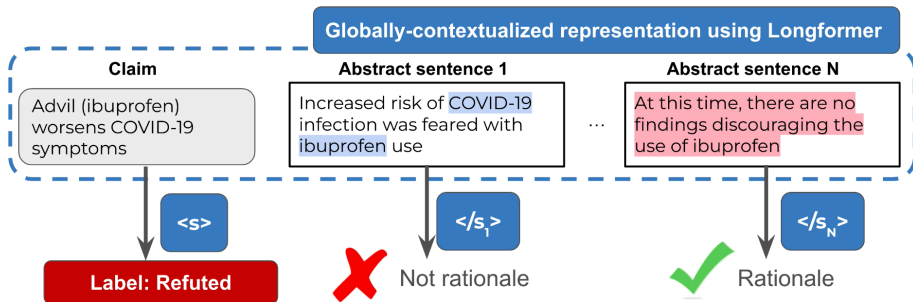 Globally-contextualized representation using Longformer
Claim
Abstract sentence 1
Abstract sentence N
Advil (ibuprofen)
worsens COVID-19
symptoms
Increased risk of COVID-19
infection was feared with
ibuprofen use
...
At this time, there are no
findings discouraging the
use of ibuprofen
<s>
</s₁>
</s_N>
Label: Refuted
Not rationale
Rationale